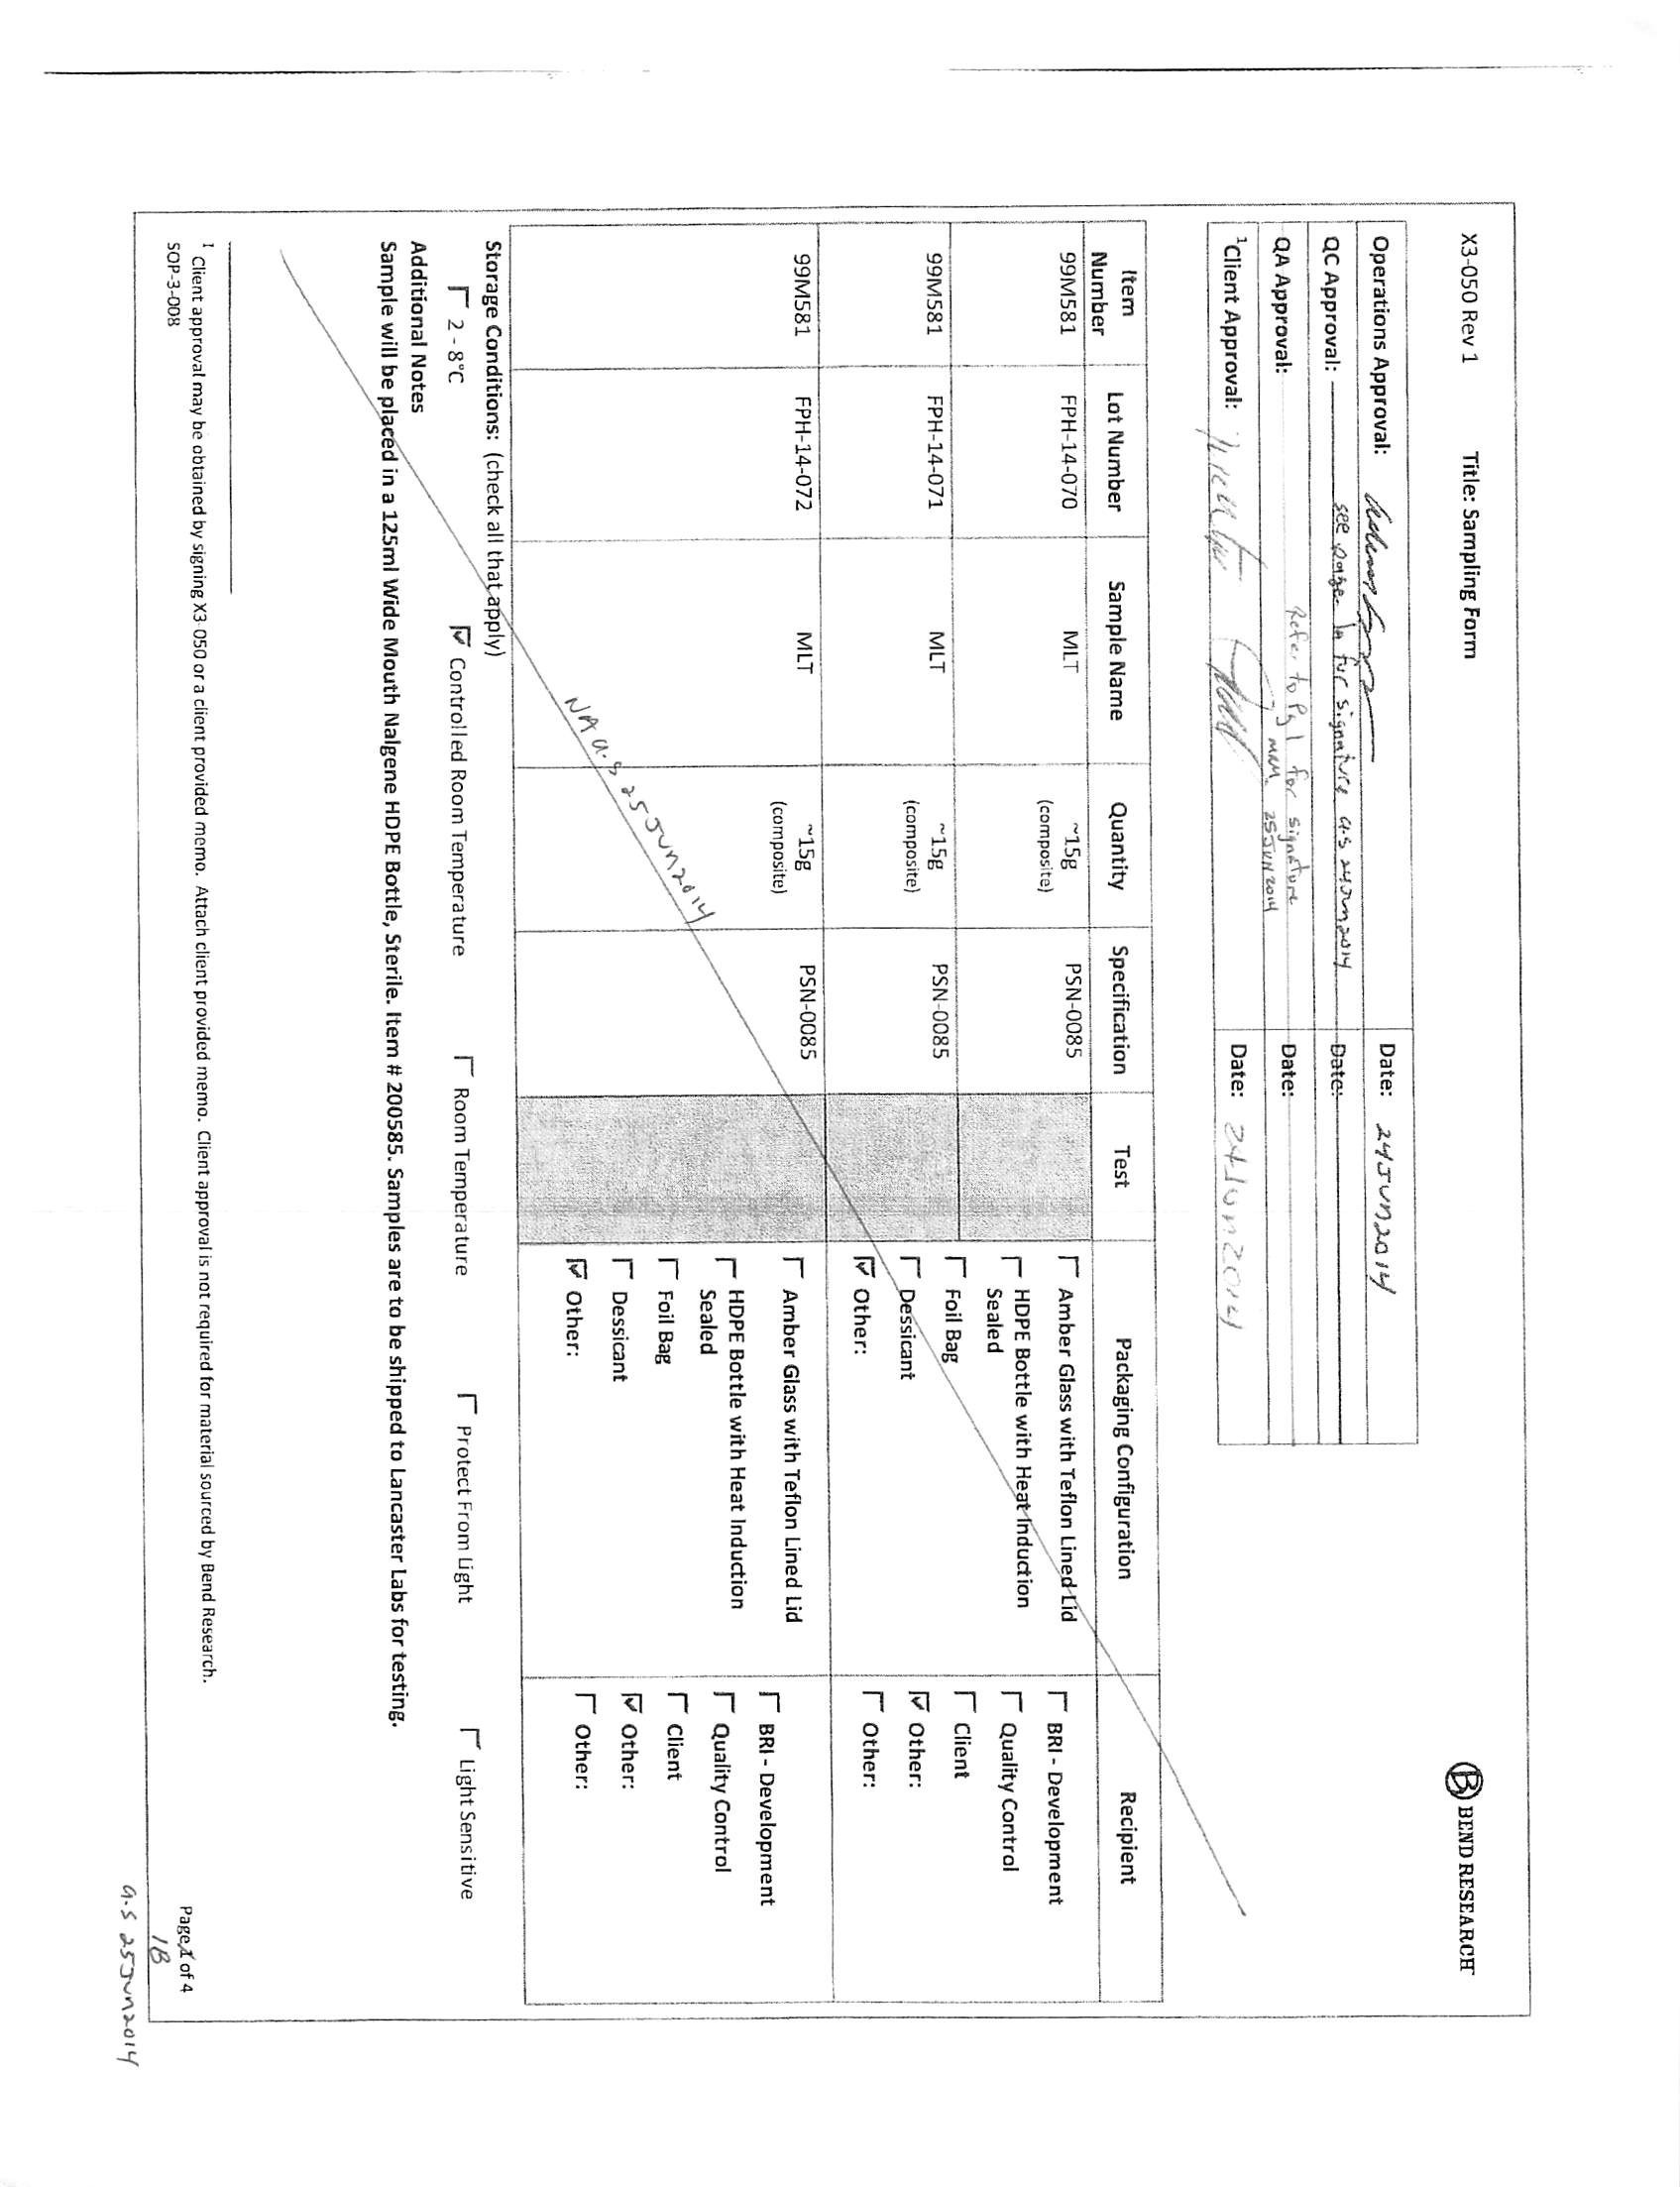 X3-050 Rev 1 Title: Sampling Form
BEND RESEARCH
Operations Approval: Date: 24JUN2014
QC Approval: see page 1a for signature a.s 24Jun2014 Date:
QA Approval: Refer to Pg 1 for signature Date:
mem 25JUN2014
1 Client Approval: Date: 24Jun2014
Item Number Lot Number Sample Name Quantity Specification Test Packaging Configuration Recipient
99M581 FPH-14-070 MLT ~15g (composite) PSN-0085
99M581 FPH-14-071 MLT ~15g (composite) PSN-0085
Amber Glass with Teflon Lined Lid
HDPE Bottle with Heat Induction Sealed
Foil Bag
Dessicant
Other:
BRI - Development
Quality Control
Client
Other:
Other:
99M581 FPH-14-072 MLT ~15g (composite) PSN-0085
Amber Glass with Teflon Lined Lid
HDPE Bottle with Heat Induction Sealed
Foil Bag
Dessicant
Other:
BRI - Development
Quality Control
Client
Other:
Other:
NA a.s 25Jun2014
Storage Conditions: (check all that apply)
2 - 8°C Controlled Room Temperature Room Temperature Protect From Light Light Sensitive
Additional Notes
Sample will be placed in a 125ml Wide Mouth Nalgene HDPE Bottle, Sterile. Item # 200585. Samples are to be shipped to Lancaster Labs for testing.
1 Client approval may be obtained by signing X3-050 or a client provided memo. Attach client provided memo. Client approval is not required for material sourced by Bend Research.
SOP-3-008
Page 1 of 4
1B
a.s 25Jun2014